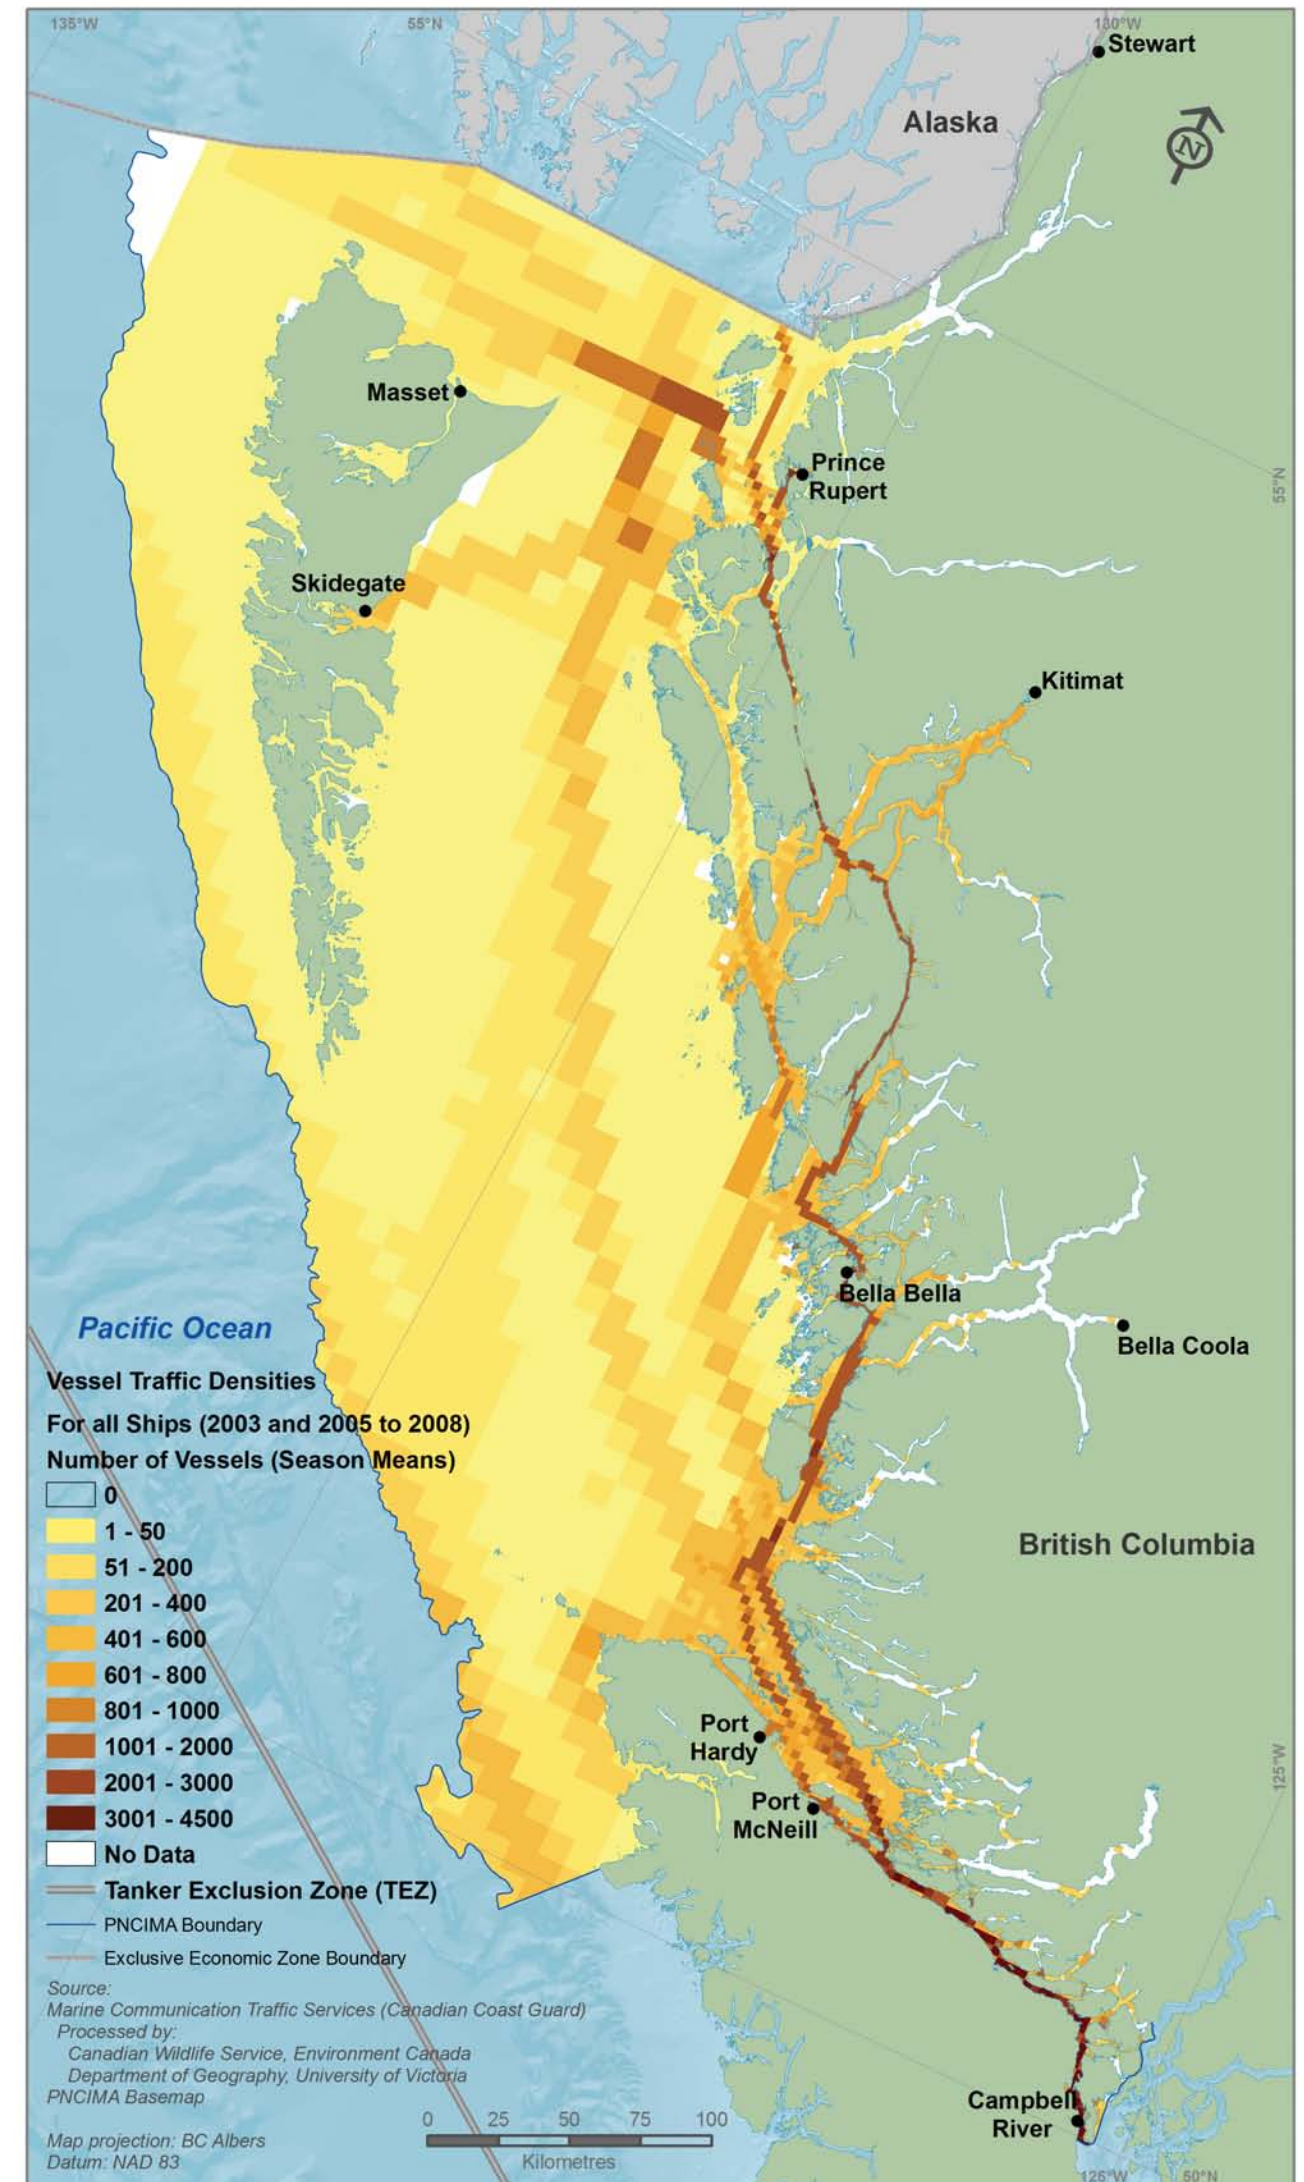 135°W
55°N
130°W
Stewart
Alaska
N
Masset
Prince
Rupert
55°N
Skidegate
Kitimat
Bella Bella
Bella Coola
Pacific Ocean
British Columbia
Port
Hardy
Port
McNeill
125°W
Campbell
River
125°W
50°N
Vessel Traffic Densities
For all Ships (2003 and 2005 to 2008)
Number of Vessels (Season Means)
0
1 - 50
51 - 200
201 - 400
401 - 600
601 - 800
801 - 1000
1001 - 2000
2001 - 3000
3001 - 4500
No Data
Tanker Exclusion Zone (TEZ)
PNCIMA Boundary
Exclusive Economic Zone Boundary
Source:
Marine Communication Traffic Services (Canadian Coast Guard)
Processed by:
Canadian Wildlife Service, Environment Canada
Department of Geography, University of Victoria
PNCIMA Basemap
Map projection: BC Albers
Datum: NAD 83
0 25 50 75 100
Kilometres